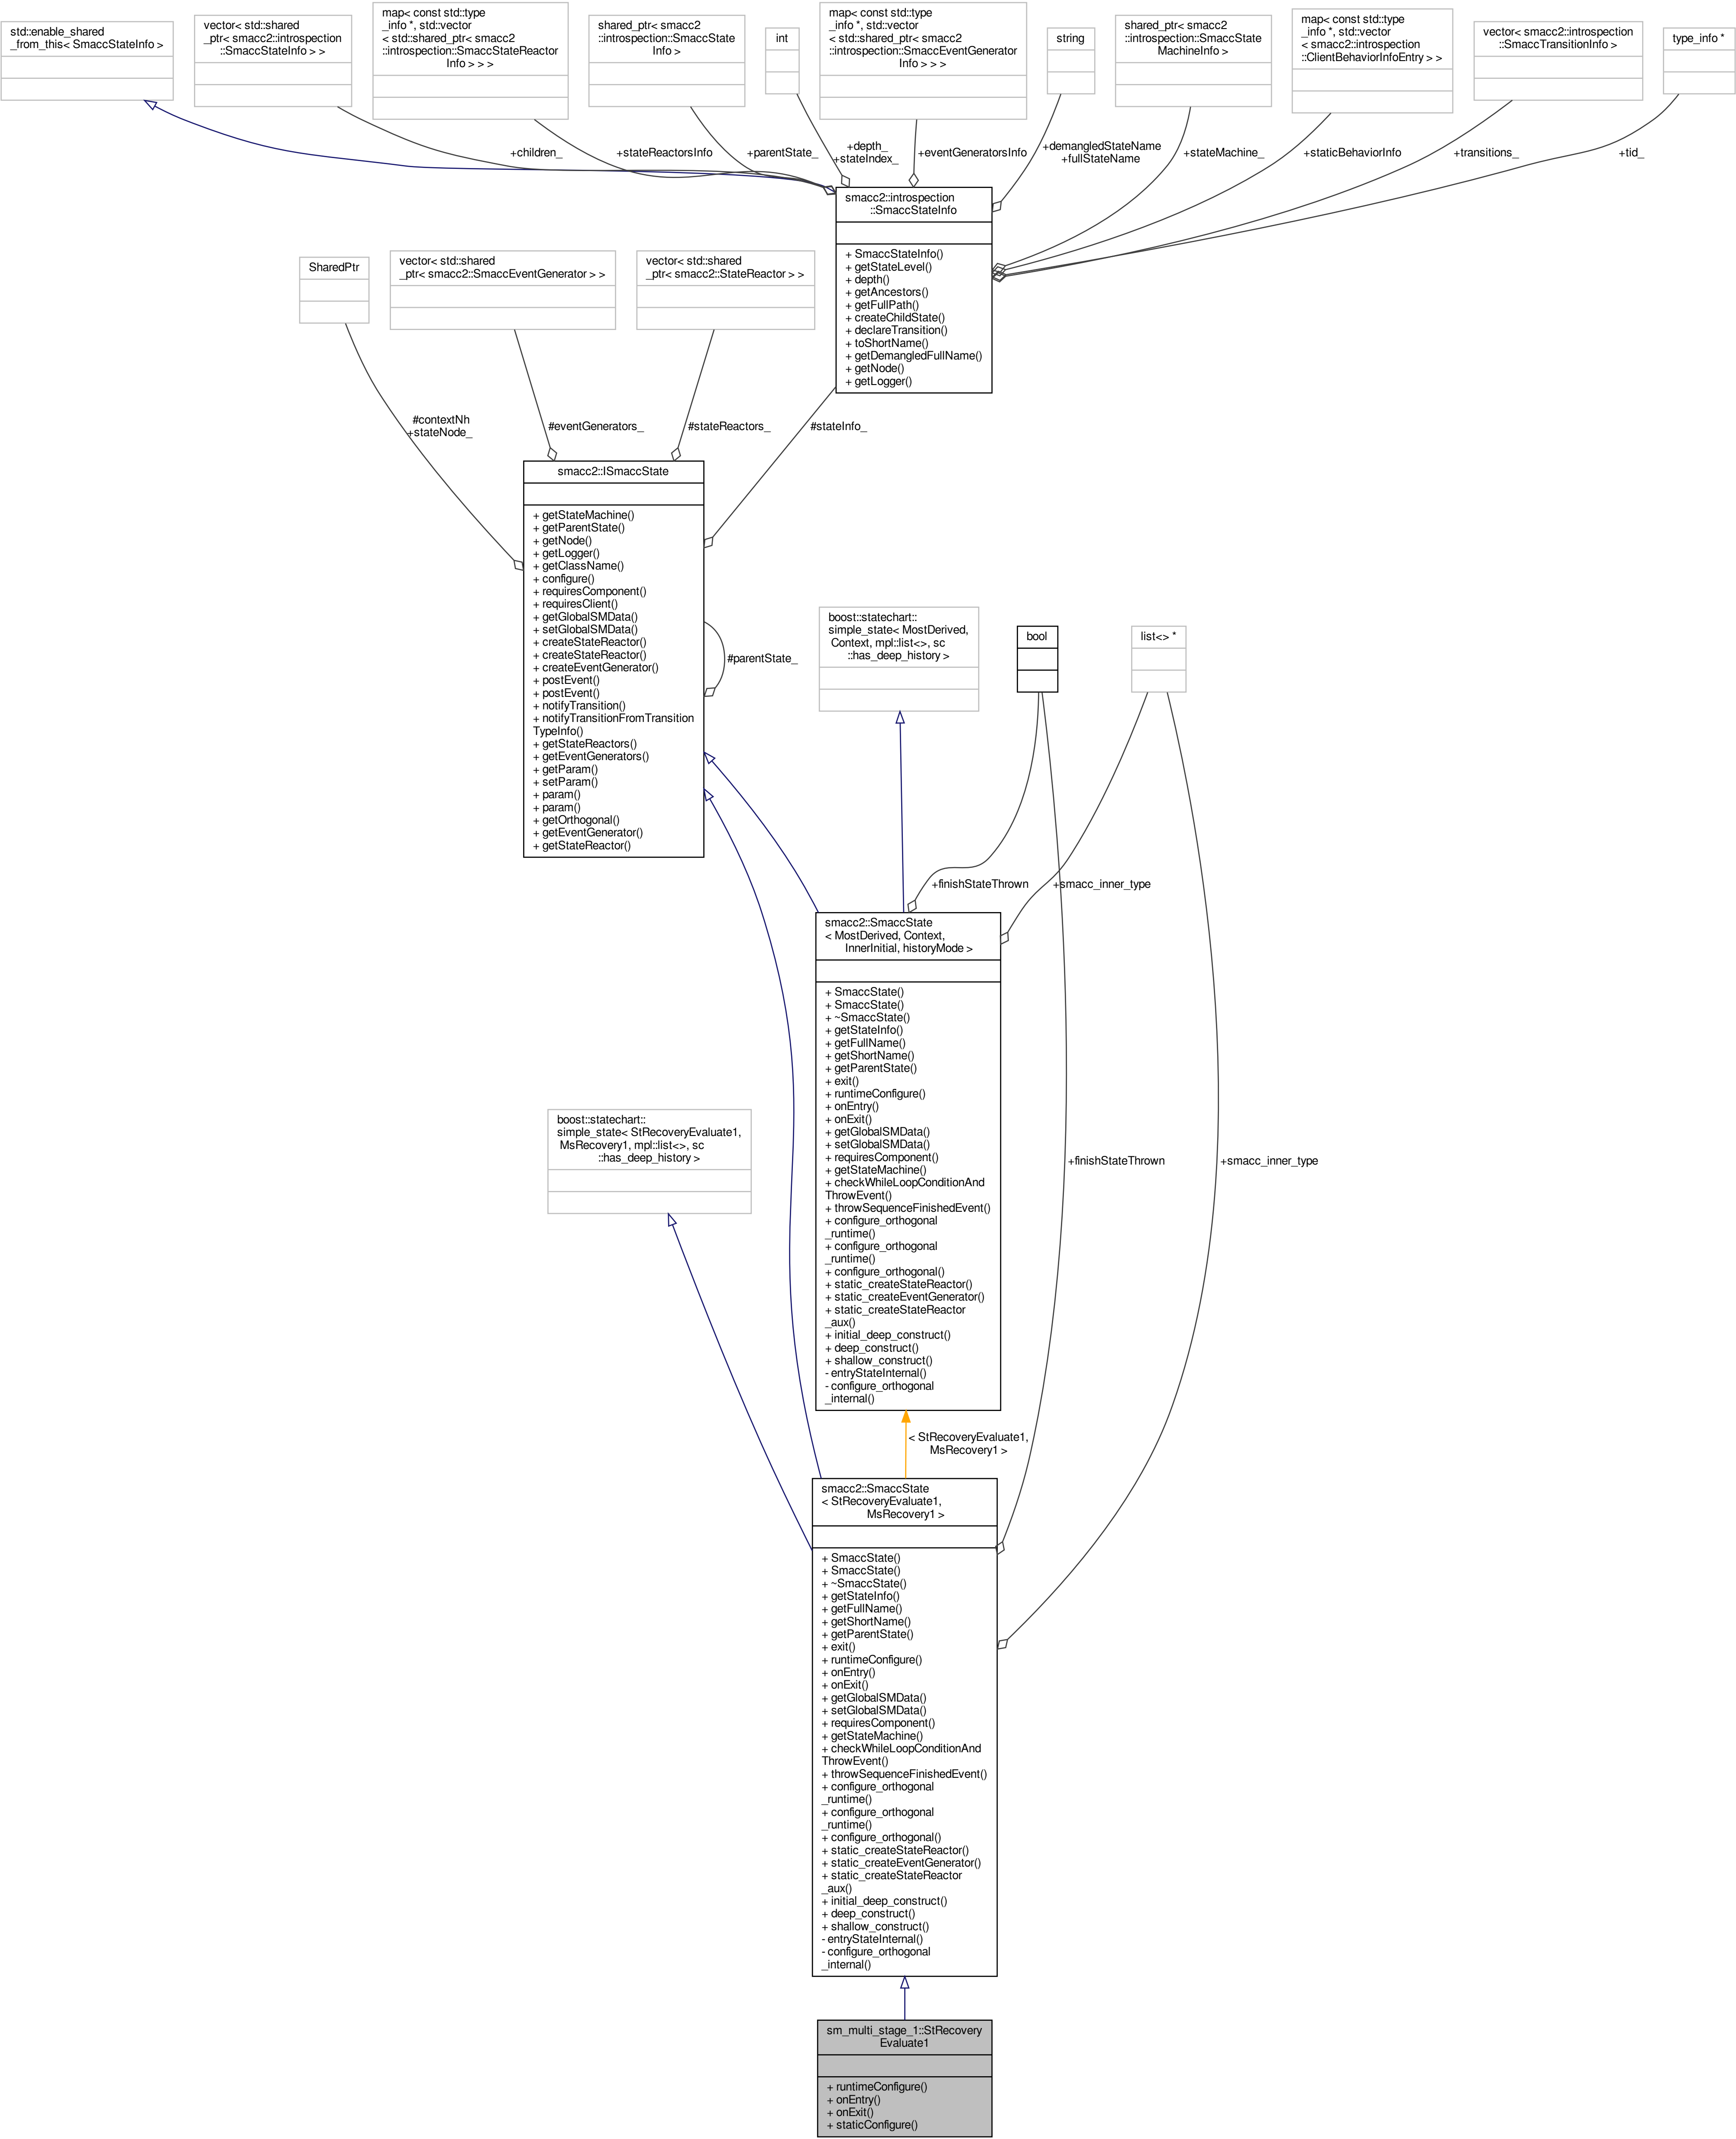 std::enable_shared
_from_this< SmaccStateInfo >
vector< std::shared
_ptr< smacc2::introspection
::SmaccStateInfo > >
map< const std::type
_info *, std::vector
< std::shared_ptr< smacc2
::introspection::SmaccStateReactor
Info > > >
shared_ptr< smacc2
::introspection::SmaccState
Info >
int
map< const std::type
_info *, std::vector
< std::shared_ptr< smacc2
::introspection::SmaccEventGenerator
Info > > >
string
shared_ptr< smacc2
::introspection::SmaccState
MachineInfo >
map< const std::type
_info *, std::vector
< smacc2::introspection
::ClientBehaviorInfoEntry > >
vector< smacc2::introspection
::SmaccTransitionInfo >
type_info *
+children_
+stateReactorsInfo
+parentState_
+depth_
+stateIndex_
+eventGeneratorsInfo
+demangledStateName
+fullStateName
+stateMachine_
+staticBehaviorInfo
+transitions_
+tid_
smacc2::introspection
::SmaccStateInfo
+ SmaccStateInfo()
+ getStateLevel()
+ depth()
+ getAncestors()
+ getFullPath()
+ createChildState()
+ declareTransition()
+ toShortName()
+ getDemangledFullName()
+ getNode()
+ getLogger()
SharedPtr
vector< std::shared
_ptr< smacc2::SmaccEventGenerator > >
vector< std::shared
_ptr< smacc2::StateReactor > >
#contextNh
+stateNode_
#eventGenerators_
#stateReactors_
#stateInfo_
smacc2::ISmaccState
+ getStateMachine()
+ getParentState()
+ getNode()
+ getLogger()
+ getClassName()
+ configure()
+ requiresComponent()
+ requiresClient()
+ getGlobalSMData()
+ setGlobalSMData()
+ createStateReactor()
+ createStateReactor()
+ createEventGenerator()
+ postEvent()
+ postEvent()
+ notifyTransition()
+ notifyTransitionFromTransition
TypeInfo()
+ getStateReactors()
+ getEventGenerators()
+ getParam()
+ setParam()
+ param()
+ param()
+ getOrthogonal()
+ getEventGenerator()
+ getStateReactor()
#parentState_
boost::statechart::
simple_state< MostDerived,
Context, mpl::list<>, sc
::has_deep_history >
bool
list<> *
+finishStateThrown
+smacc_inner_type
smacc2::SmaccState
< MostDerived, Context,
InnerInitial, historyMode >
+ SmaccState()
+ SmaccState()
+ ~SmaccState()
+ getStateInfo()
+ getFullName()
+ getShortName()
+ getParentState()
+ exit()
+ runtimeConfigure()
+ onEntry()
+ onExit()
+ getGlobalSMData()
+ setGlobalSMData()
+ requiresComponent()
+ getStateMachine()
+ checkWhileLoopConditionAnd
ThrowEvent()
+ throwSequenceFinishedEvent()
+ configure_orthogonal
_runtime()
+ configure_orthogonal
_runtime()
+ configure_orthogonal()
+ static_createStateReactor()
+ static_createEventGenerator()
+ static_createStateReactor
_aux()
+ initial_deep_construct()
+ deep_construct()
+ shallow_construct()
- entryStateInternal()
- configure_orthogonal
_internal()
boost::statechart::
simple_state< StRecoveryEvaluate1,
MsRecovery1, mpl::list<>, sc
::has_deep_history >
+finishStateThrown
+smacc_inner_type
< StRecoveryEvaluate1,
MsRecovery1 >
smacc2::SmaccState
< StRecoveryEvaluate1,
MsRecovery1 >
+ SmaccState()
+ SmaccState()
+ ~SmaccState()
+ getStateInfo()
+ getFullName()
+ getShortName()
+ getParentState()
+ exit()
+ runtimeConfigure()
+ onEntry()
+ onExit()
+ getGlobalSMData()
+ setGlobalSMData()
+ requiresComponent()
+ getStateMachine()
+ checkWhileLoopConditionAnd
ThrowEvent()
+ throwSequenceFinishedEvent()
+ configure_orthogonal
_runtime()
+ configure_orthogonal
_runtime()
+ configure_orthogonal()
+ static_createStateReactor()
+ static_createEventGenerator()
+ static_createStateReactor
_aux()
+ initial_deep_construct()
+ deep_construct()
+ shallow_construct()
- entryStateInternal()
- configure_orthogonal
_internal()
sm_multi_stage_1::StRecovery
Evaluate1
+ runtimeConfigure()
+ onEntry()
+ onExit()
+ staticConfigure()